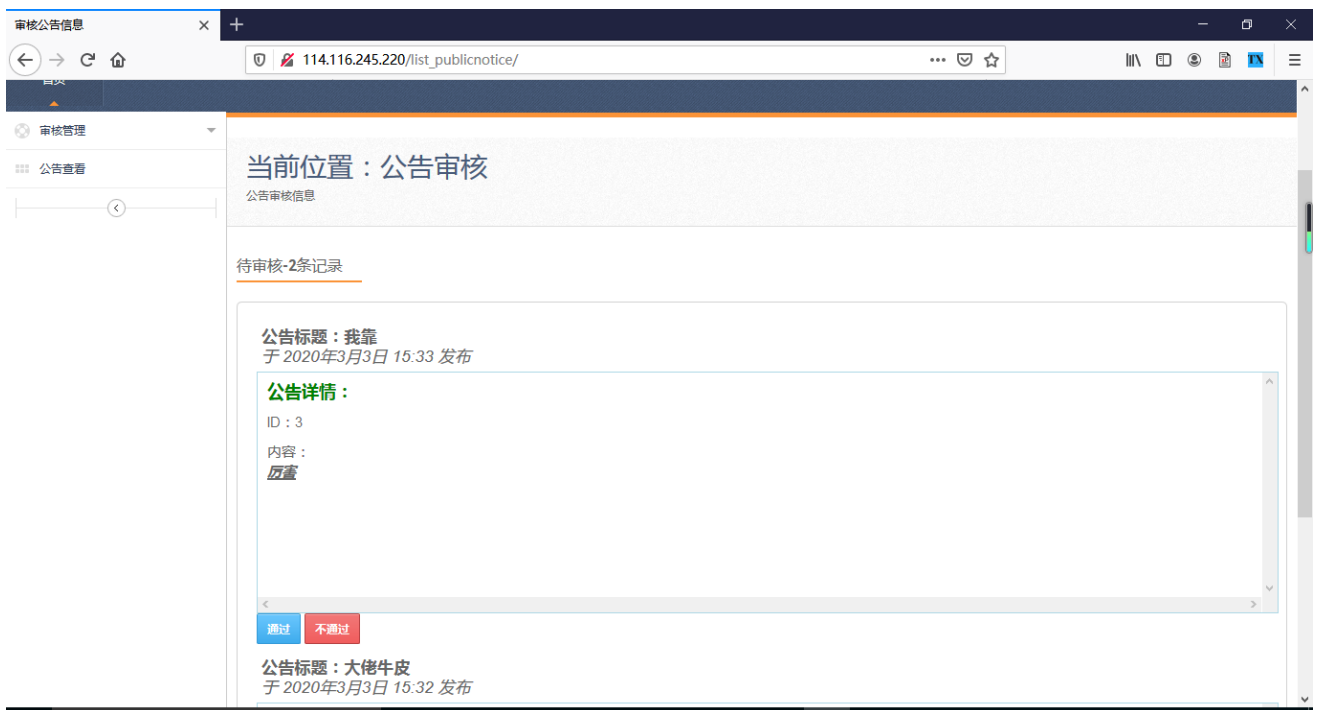 审核公告信息
114.116.245.220/list_publicnotice/
首页
审核管理
公告查看
当前位置：公告审核
公告审核信息
待审核-2条记录
公告标题：我靠
于 2020年3月3日 15:33 发布
公告详情：
ID：3
内容：
厉害
通过 不通过
公告标题：大佬牛皮
于 2020年3月3日 15:32 发布